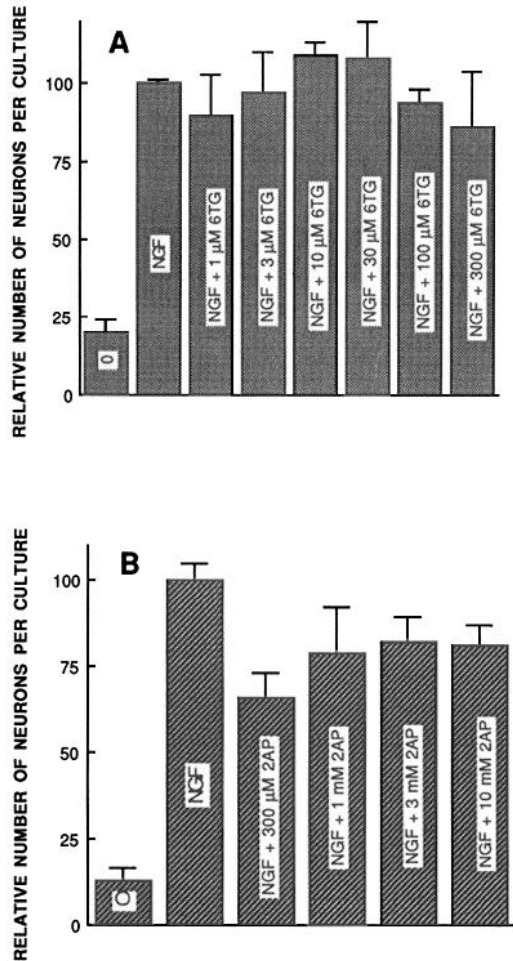 RELATIVE NUMBER OF NEURONS PER CULTURE
A
100
75
50
25
0
0
NGF
NGF + 1 µM 6TG
NGF + 3 µM 6TG
NGF + 10 µM 6TG
NGF + 30 µM 6TG
NGF + 100 µM 6TG
NGF + 300 µM 6TG
RELATIVE NUMBER OF NEURONS PER CULTURE
B
100
75
50
25
0
O
NGF
NGF + 300 µM 2AP
NGF + 1 mM 2AP
NGF + 3 mM 2AP
NGF + 10 mM 2AP